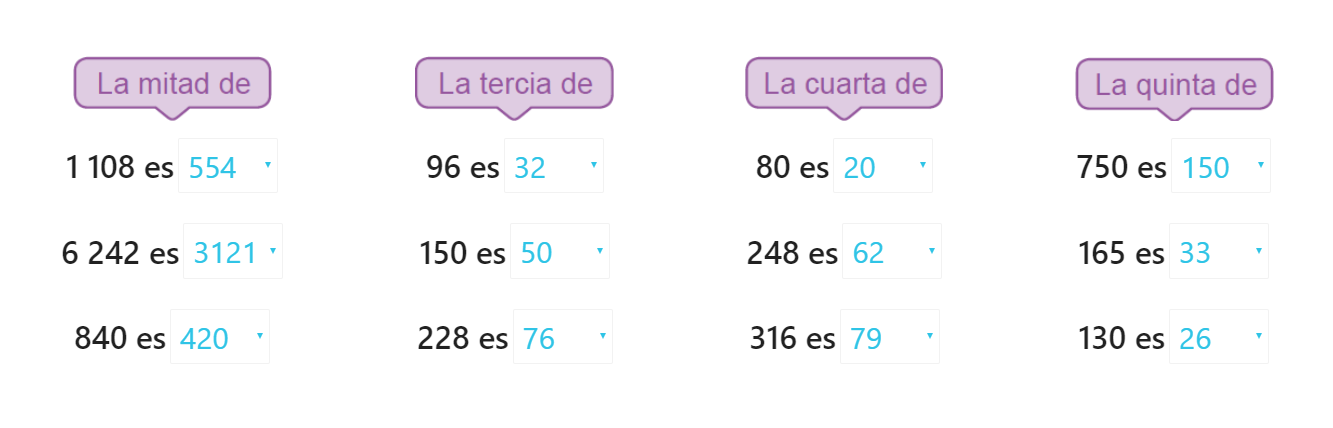 La mitad de
1 108 es 554
6 242 es 3121
840 es 420
La tercia de
96 es 32
150 es 50
228 es 76
La cuarta de
80 es 20
248 es 62
316 es 79
La quinta de
750 es 150
165 es 33
130 es 26